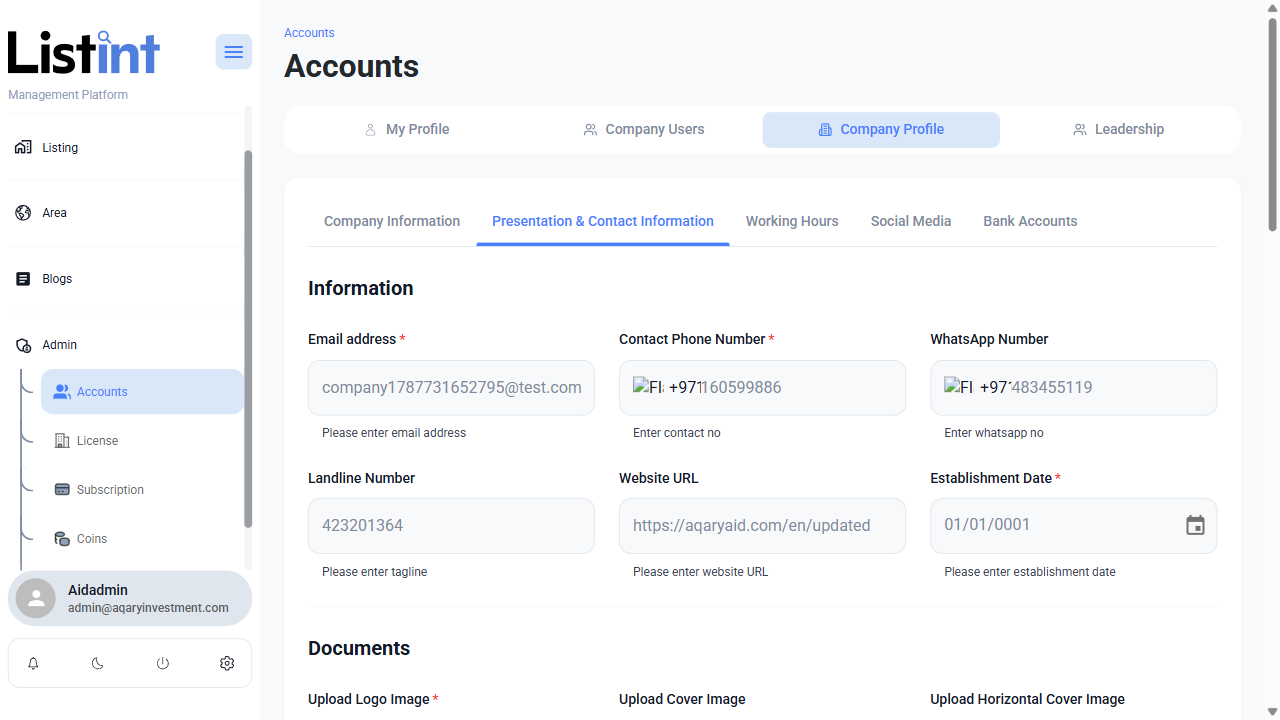 Listint
Management Platform
Listing
Area
Blogs
Admin
Accounts
License
Subscription
Coins
Aidadmin
admin@aqaryinvestment.com
Accounts
Accounts
My Profile
Company Users
Company Profile
Leadership
Company Information
Presentation & Contact Information
Working Hours
Social Media
Bank Accounts
Information
Email address *
Contact Phone Number *
WhatsApp Number
company1787731652795@test.com
+971 160599886
+971 483455119
Please enter email address
Enter contact no
Enter whatsapp no
Landline Number
Website URL
Establishment Date *
423201364
https://aqaryaid.com/en/updated
01/01/0001
Please enter tagline
Please enter website URL
Please enter establishment date
Documents
Upload Logo Image *
Upload Cover Image
Upload Horizontal Cover Image